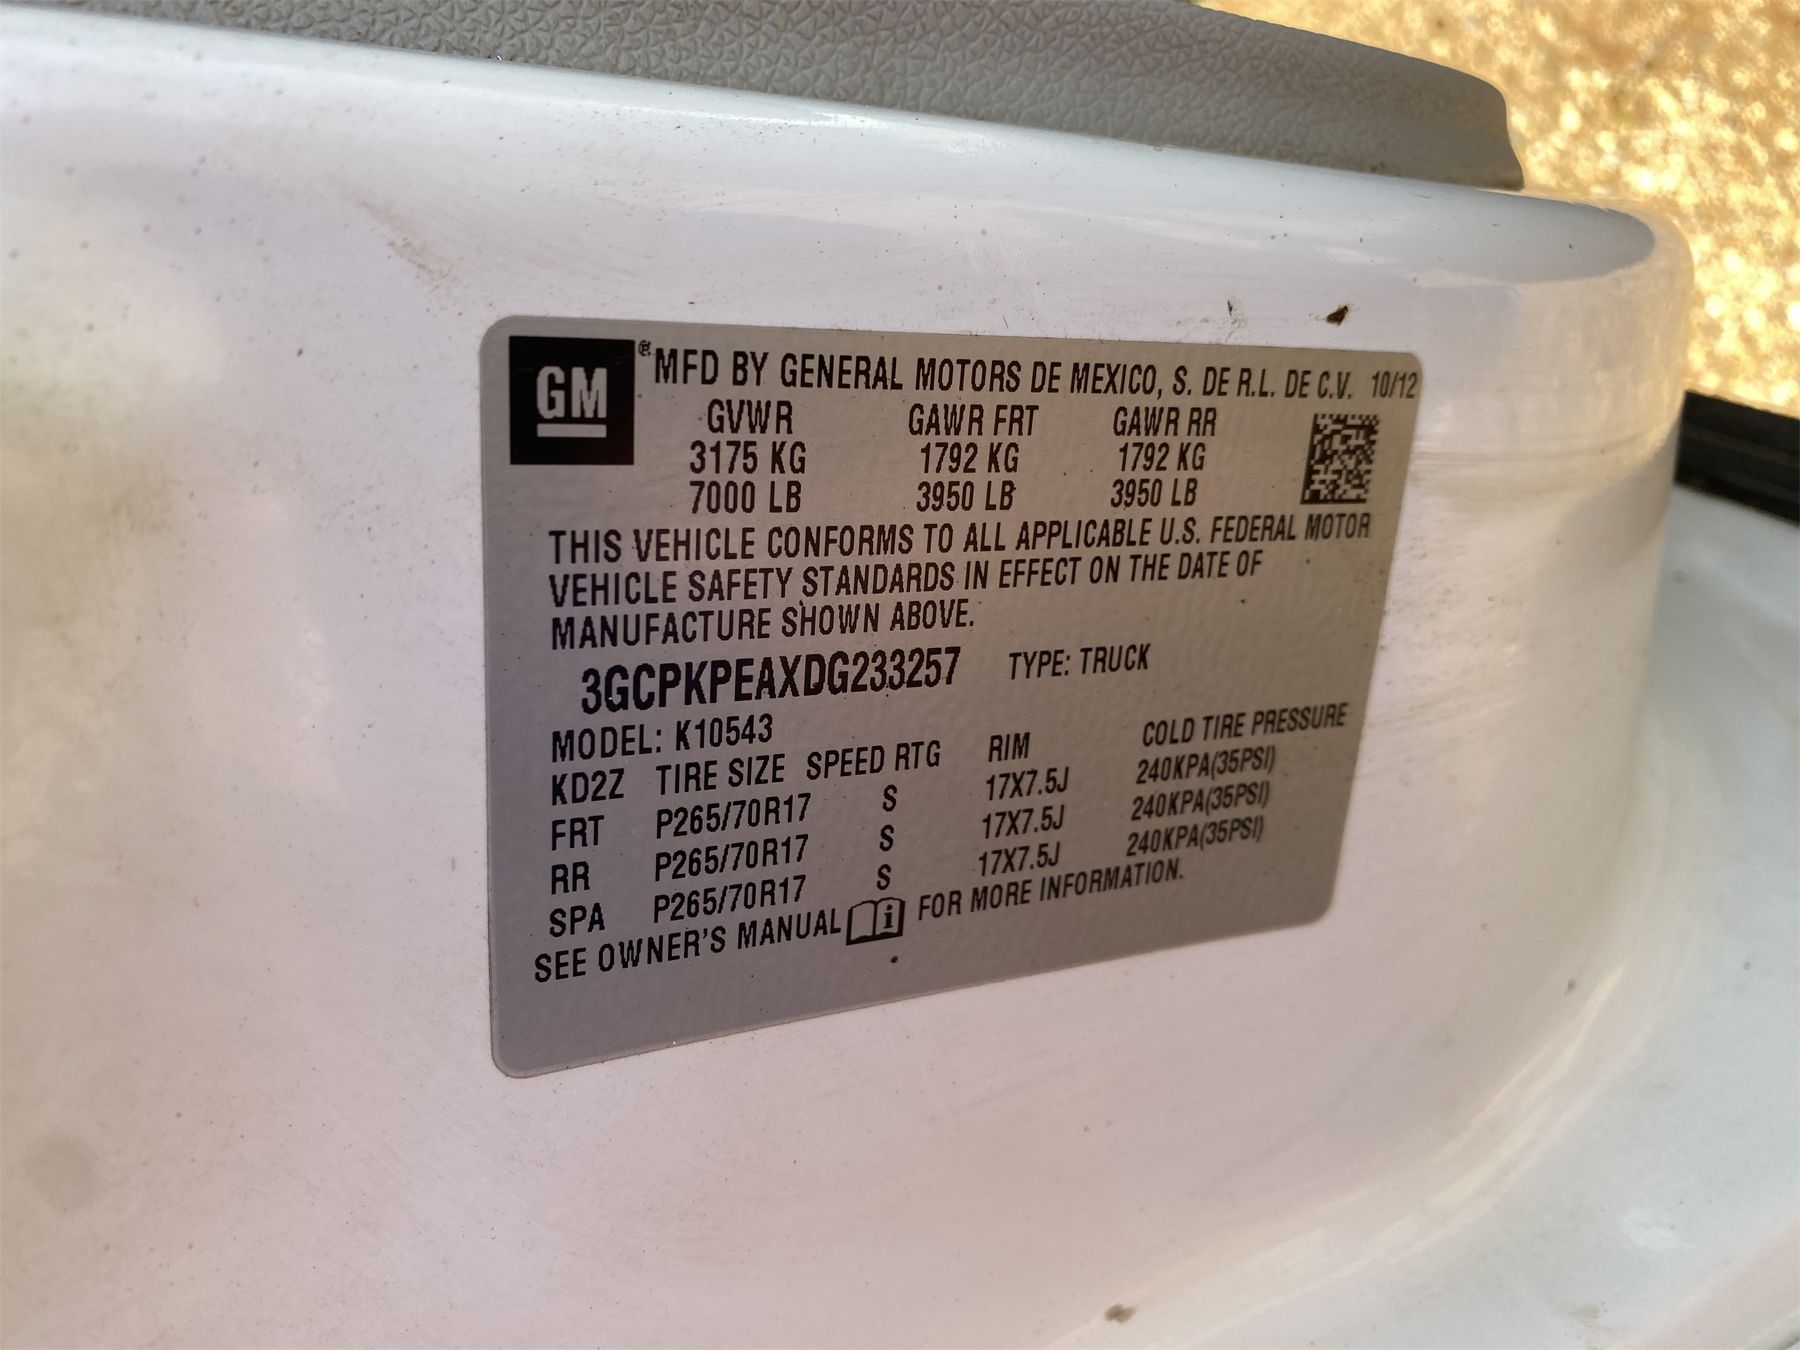 GM ® MFD BY GENERAL MOTORS DE MEXICO, S. DE R.L. DE C.V. 10/12
GVWR GAWR FRT GAWR RR
3175 KG 1792 KG 1792 KG
7000 LB 3950 LB 3950 LB
THIS VEHICLE CONFORMS TO ALL APPLICABLE U.S. FEDERAL MOTOR
VEHICLE SAFETY STANDARDS IN EFFECT ON THE DATE OF
MANUFACTURE SHOWN ABOVE.
3GCPKPEAXDG233257 TYPE: TRUCK
MODEL: K10543
KD2Z TIRE SIZE SPEED RTG RIM COLD TIRE PRESSURE
FRT P265/70R17 S 17X7.5J 240KPA(35PSI)
RR P265/70R17 S 17X7.5J 240KPA(35PSI)
SPA P265/70R17 S 17X7.5J 240KPA(35PSI)
SEE OWNER'S MANUAL i FOR MORE INFORMATION.